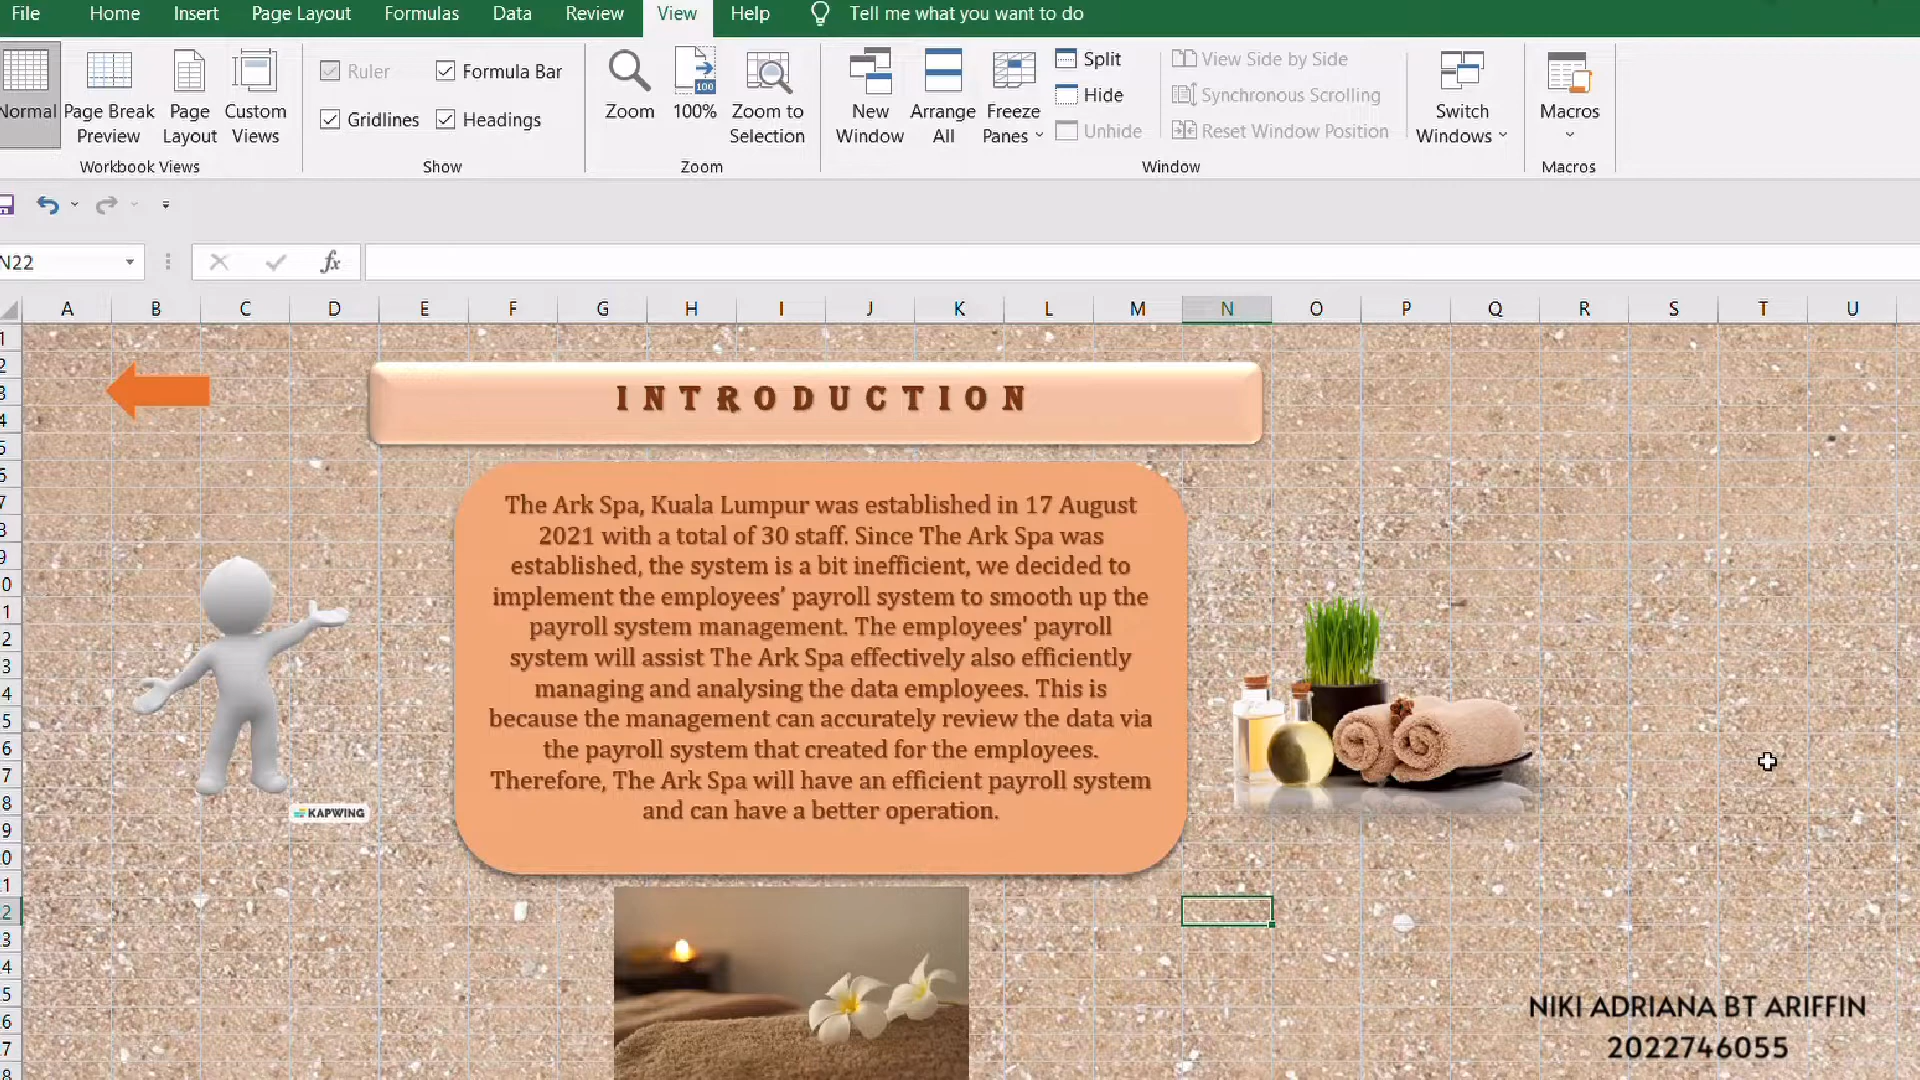 File Home Insert Page Layout Formulas Data Review View Help Tell me what you want to do
Normal
Page Break Preview
Page Layout
Custom Views
Workbook Views
Ruler
Formula Bar
Gridlines
Headings
Show
Zoom
100%
Zoom to Selection
Zoom
New Window
Arrange All
Freeze Panes
Split
Hide
Unhide
View Side by Side
Synchronous Scrolling
Reset Window Position
Window
Switch Windows
Macros
Macros
N22
fx
A B C D E F G H I J K L M N O P Q R S T U
INTRODUCTION
The Ark Spa, Kuala Lumpur was established in 17 August
2021 with a total of 30 staff. Since The Ark Spa was
established, the system is a bit inefficient, we decided to
implement the employees’ payroll system to smooth up the
payroll system management. The employees' payroll
system will assist The Ark Spa effectively also efficiently
managing and analysing the data employees. This is
because the management can accurately review the data via
the payroll system that created for the employees.
Therefore, The Ark Spa will have an efficient payroll system
and can have a better operation.
KAPWING
NIKI ADRIANA BT ARIFFIN
2022746055